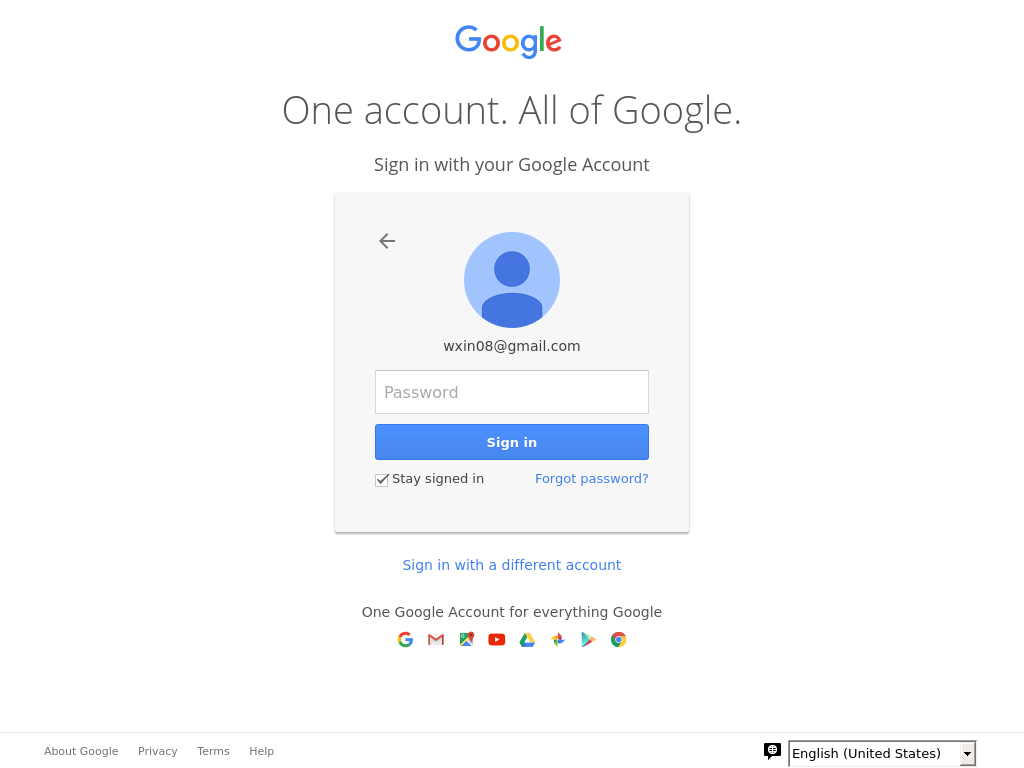 Google
One account. All of Google.
Sign in with your Google Account
wxin08@gmail.com
Password
Sign in
Stay signed in Forgot password?
Sign in with a different account
One Google Account for everything Google
About Google Privacy Terms Help English (United States)